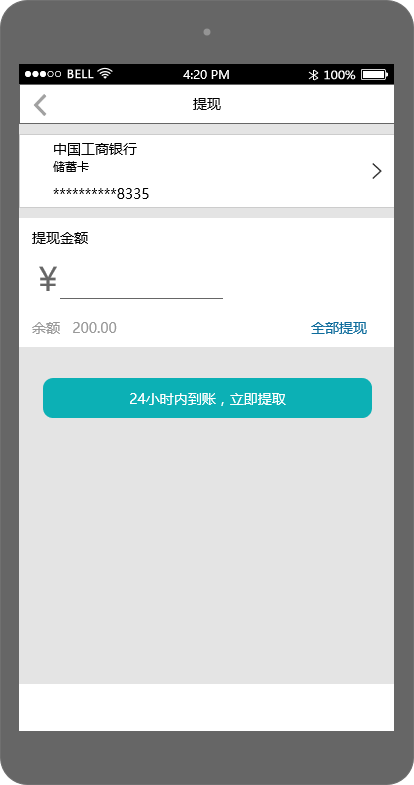 BELL 4:20 PM 100%
提现
中国工商银行
储蓄卡
**********8335
提现金额
¥
余额 200.00 全部提现
24小时内到账，立即提取